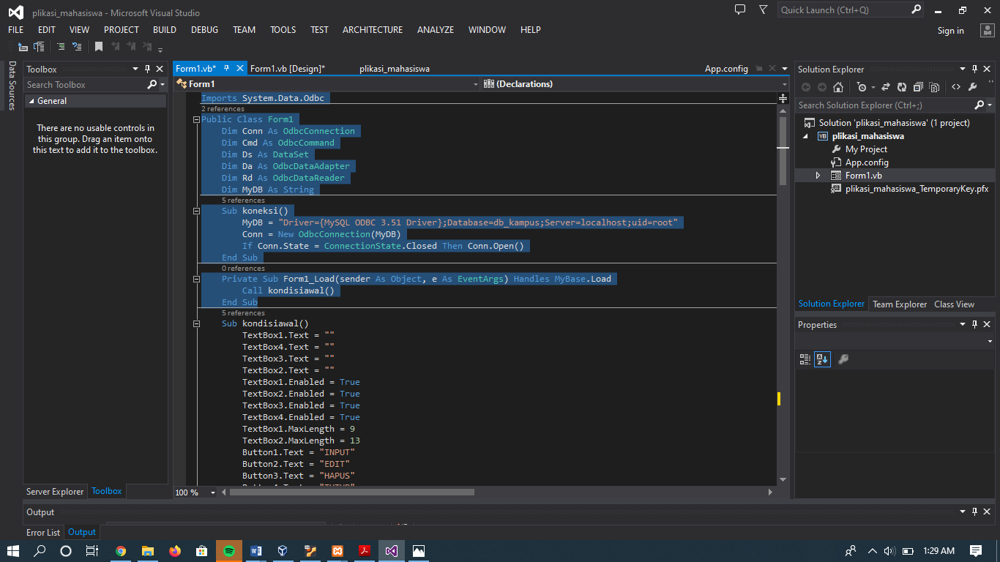 plikasi_mahasiswa - Microsoft Visual Studio
Quick Launch (Ctrl+Q)
FILE EDIT VIEW PROJECT BUILD DEBUG TEAM TOOLS TEST ARCHITECTURE ANALYZE WINDOW HELP
Sign in
Data Sources
Toolbox
Search Toolbox
General
There are no usable controls in
this group. Drag an item onto
this text to add it to the toolbox.
Server Explorer Toolbox
Form1.vb* Form1.vb [Design]* plikasi_mahasiswa App.config
Form1 (Declarations)
Imports System.Data.Odbc
2 references
Public Class Form1
Dim Conn As OdbcConnection
Dim Cmd As OdbcCommand
Dim Ds As DataSet
Dim Da As OdbcDataAdapter
Dim Rd As OdbcDataReader
Dim MyDB As String
5 references
Sub koneksi()
MyDB = "Driver={MySQL ODBC 3.51 Driver};Database=db_kampus;Server=localhost;uid=root"
Conn = New OdbcConnection(MyDB)
If Conn.State = ConnectionState.Closed Then Conn.Open()
End Sub
0 references
Private Sub Form1_Load(sender As Object, e As EventArgs) Handles MyBase.Load
Call kondisiawal()
End Sub
5 references
Sub kondisiawal()
TextBox1.Text = ""
TextBox4.Text = ""
TextBox3.Text = ""
TextBox2.Text = ""
TextBox1.Enabled = True
TextBox2.Enabled = True
TextBox3.Enabled = True
TextBox4.Enabled = True
TextBox1.MaxLength = 9
TextBox2.MaxLength = 13
Button1.Text = "INPUT"
Button2.Text = "EDIT"
Button3.Text = "HAPUS"
100 %
Solution Explorer
Search Solution Explorer (Ctrl+;)
Solution 'plikasi_mahasiswa' (1 project)
VB plikasi_mahasiswa
My Project
App.config
Form1.vb
plikasi_mahasiswa_TemporaryKey.pfx
Solution Explorer Team Explorer Class View
Properties
Output
Error List Output
1:29 AM